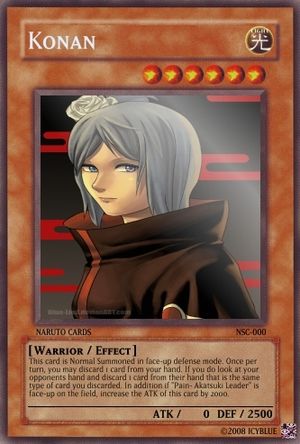 KONAN
LIGHT
光
NARUTO CARDS NSC-000
[Warrior / Effect]
This card is Normal Summoned in face-up defense mode. Once per
turn, you may discard 1 card from your hand. If you do look at your
opponents hand and discard 1 card from their hand that is the same
type of card you discarded. In addition if "Pain- Akatsuki Leader"
is face-up on the field, increase the ATK of this card by 2000.
ATK / 0 DEF / 2500
©2008 ICYBLUE